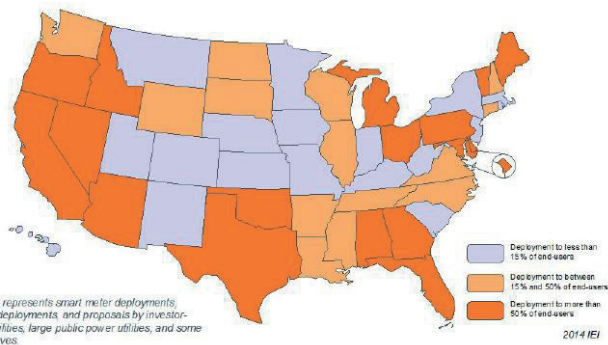 Deployment to less than
15% of end-users
Deployment to between
15% and 50% of end-users
Deployment to more than
50% of end-users
represents smart meter deployments,
deployments, and proposals by investor-
lities, large public power utilities, and some
ves.
2014 IEI